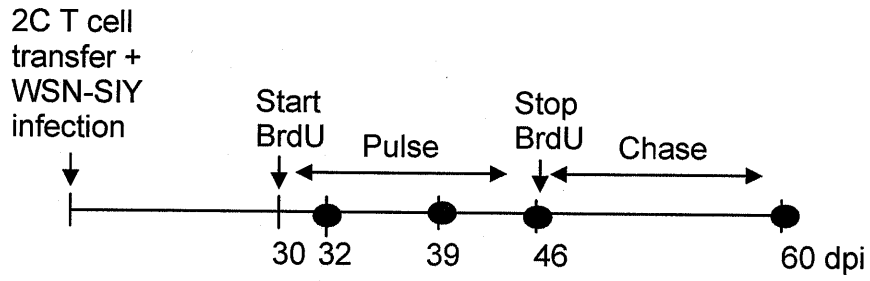 2C T cell
transfer +
WSN-SIY
infection
Start
BrdU
Pulse
Stop
BrdU
Chase
30 32 39 46 60 dpi